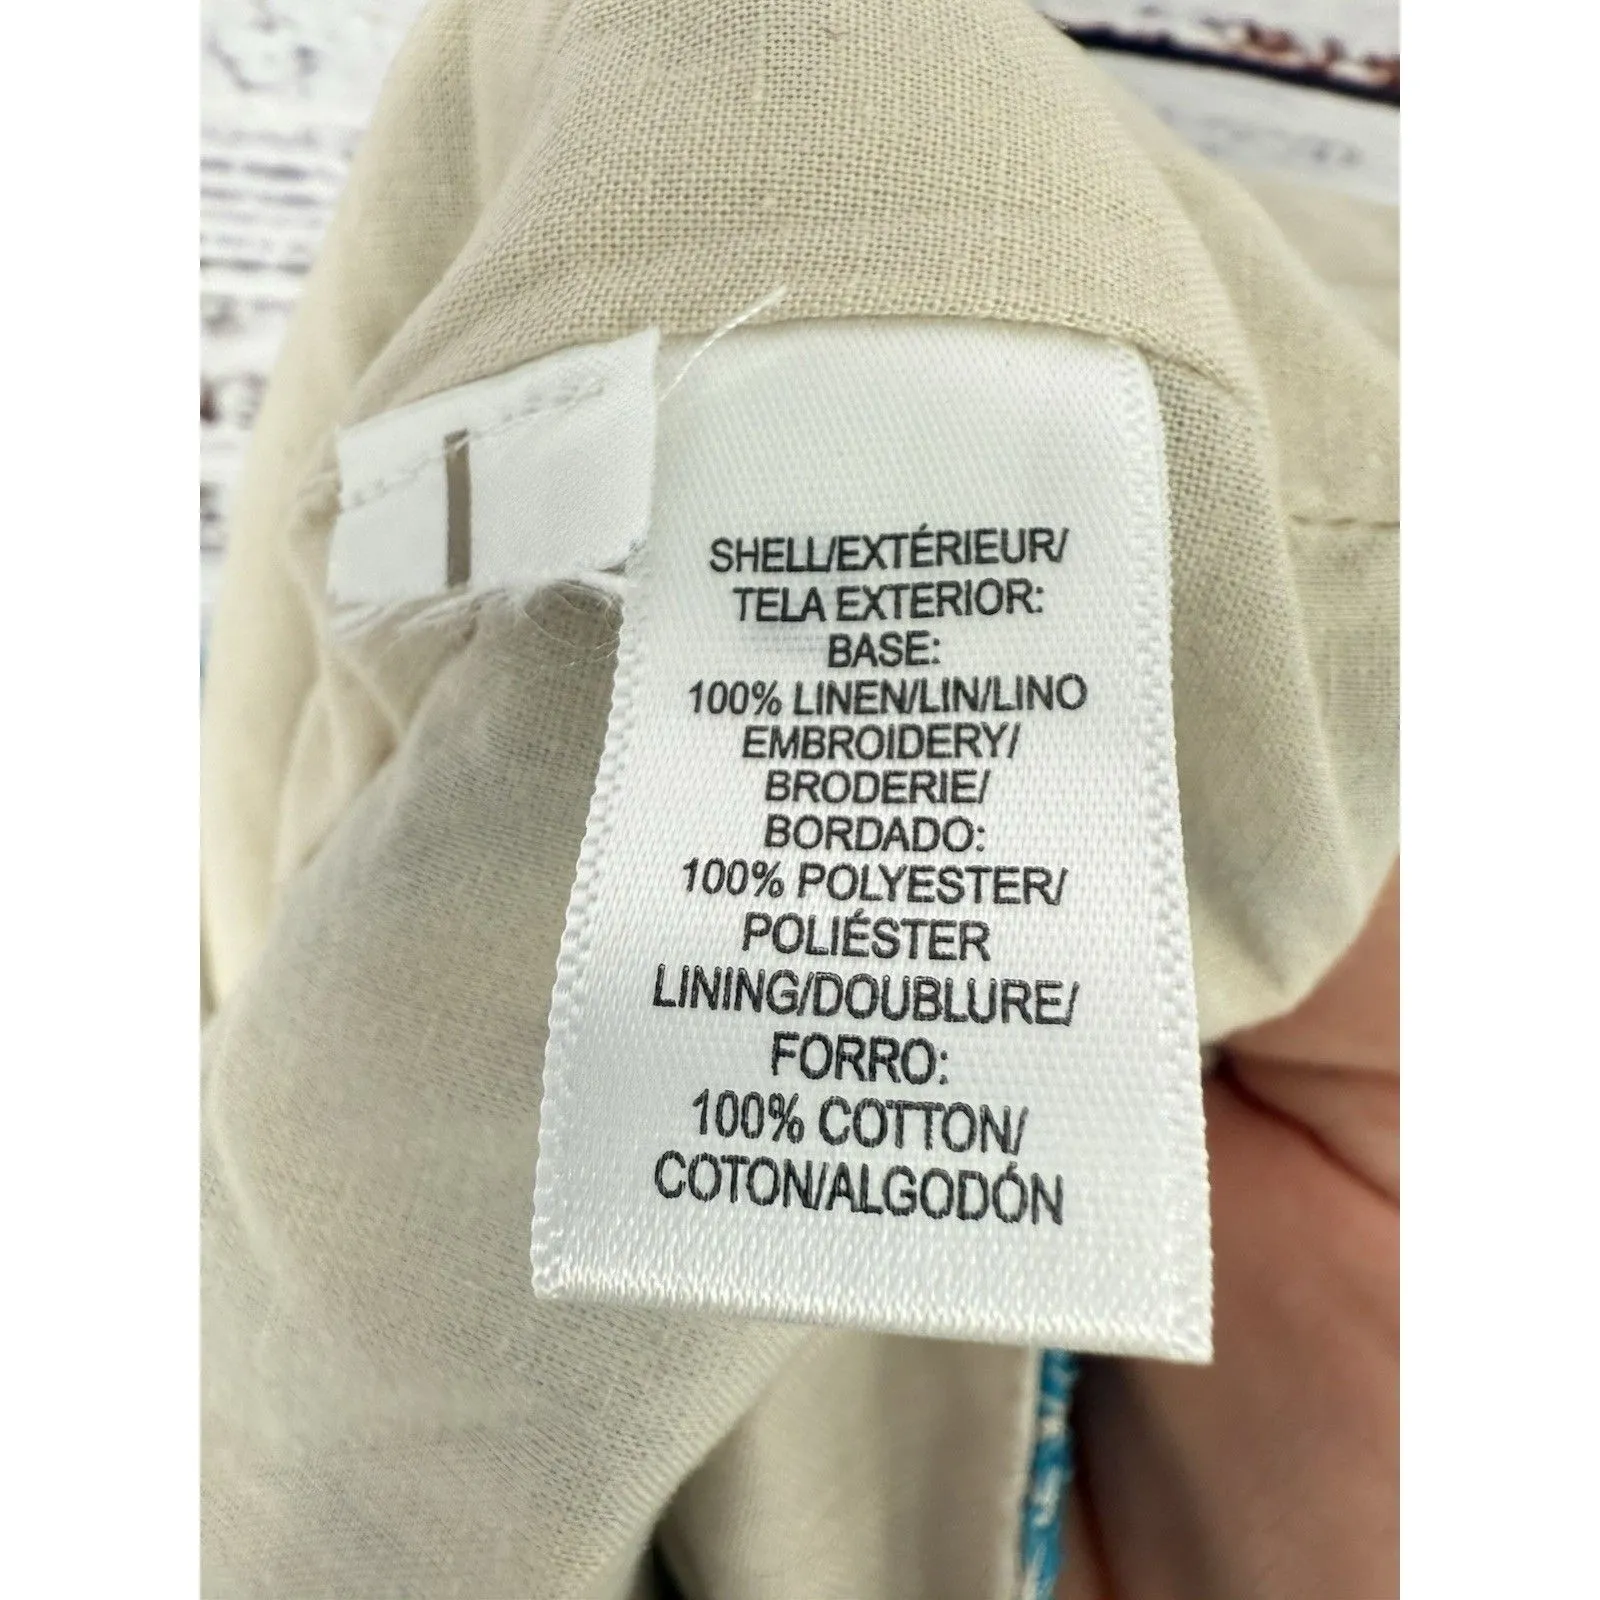 SHELL/EXTÉRIEUR/
TELA EXTERIOR:
BASE:
100% LINEN/LIN/LINO
EMBROIDERY/
BRODERIE/
BORDADO:
100% POLYESTER/
POLIÉSTER
LINING/DOUBLURE/
FORRO:
100% COTTON/
COTON/ALGODÓN